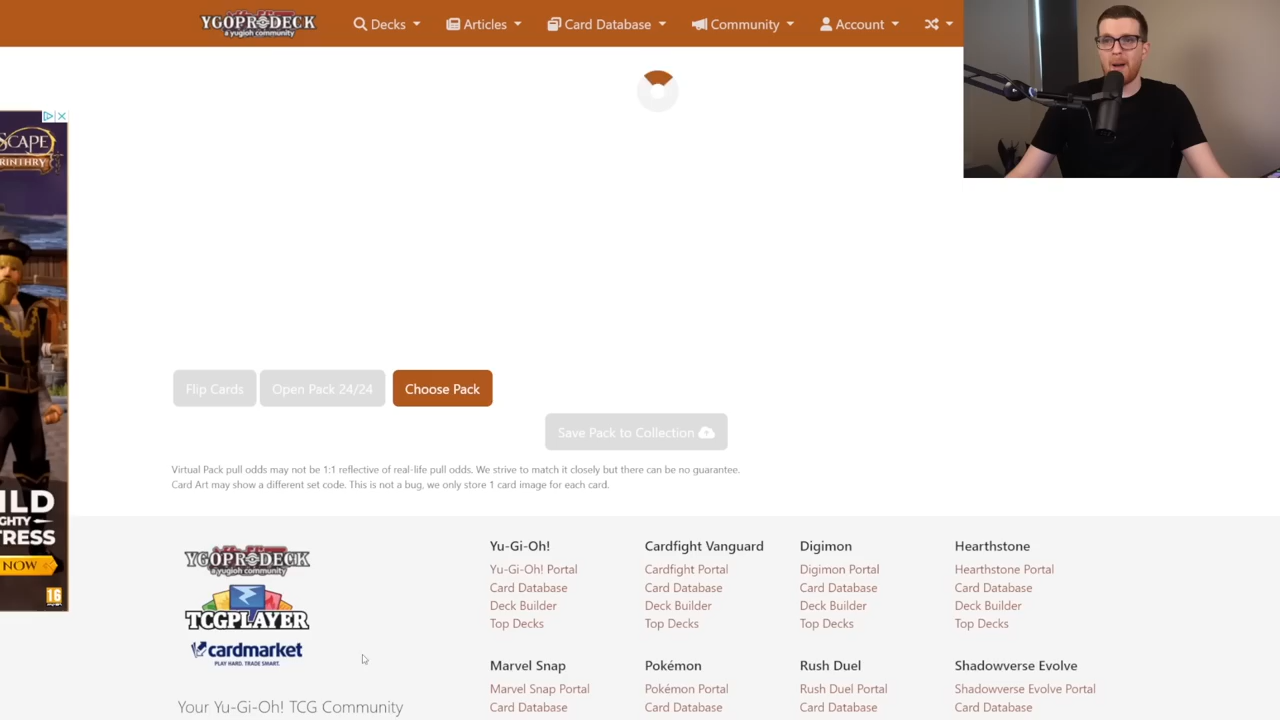 YGOPRODECK
a yugioh community
Decks
Articles
Card Database
Community
Account
SCAPE
NOW
16
Flip Cards
Open Pack 24/24
Choose Pack
Save Pack to Collection
Virtual Pack pull odds may not be 1:1 reflective of real-life pull odds. We strive to match it closely but there can be no guarantee.
Card Art may show a different set code. This is not a bug, we only store 1 card image for each card.
YGOPRODECK
a yugioh community
TCGPLAYER
cardmarket
PLAY HARD. TRADE SMART.
Your Yu-Gi-Oh! TCG Community
Yu-Gi-Oh!
Yu-Gi-Oh! Portal
Card Database
Deck Builder
Top Decks
Cardfight Vanguard
Cardfight Portal
Card Database
Deck Builder
Top Decks
Digimon
Digimon Portal
Card Database
Deck Builder
Top Decks
Hearthstone
Hearthstone Portal
Card Database
Deck Builder
Top Decks
Marvel Snap
Marvel Snap Portal
Card Database
Pokémon
Pokémon Portal
Card Database
Rush Duel
Rush Duel Portal
Card Database
Shadowverse Evolve
Shadowverse Evolve Portal
Card Database